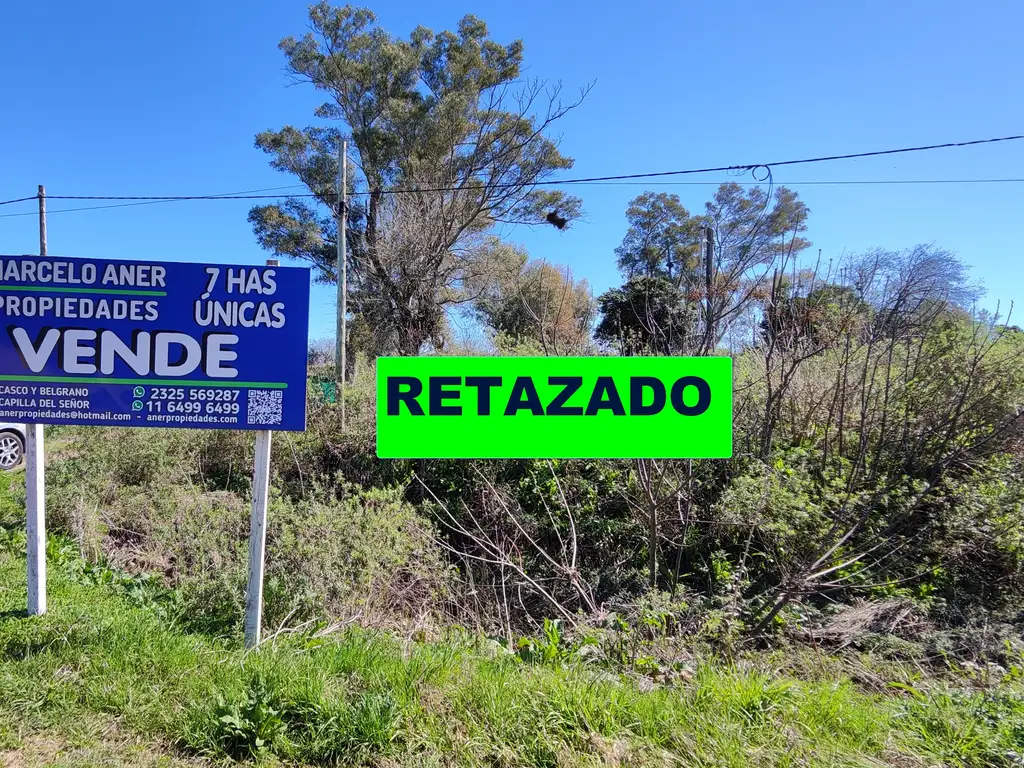 MARCELO ANER
PROPIEDADES
7 HAS
ÚNICAS
VENDE
CASCO Y BELGRANO
CAPILLA DEL SEÑOR
2325 569287
11 6499 6499
anerpropiedades@hotmail.com - anerpropiedades.com
RETAZADO